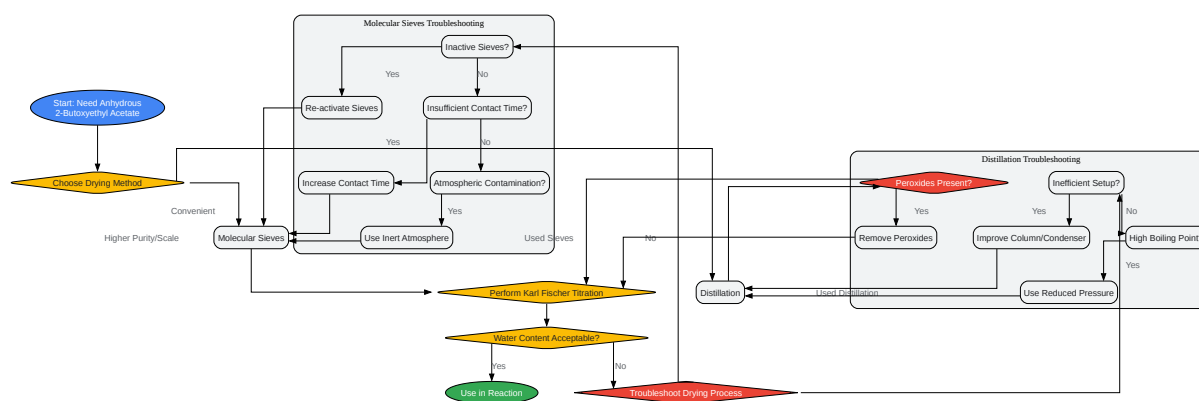 Molecular Sieves Troubleshooting
Inactive Sieves?
Yes
No
Start: Need Anhydrous
2-Butoxyethyl Acetate
Re-activate Sieves
Insufficient Contact Time?
Yes
No
Distillation Troubleshooting
Choose Drying Method
Increase Contact Time
Atmospheric Contamination?
Peroxides Present?
Inefficient Setup?
Convenient
Yes
Yes
Yes
No
Higher Purity/Scale
Molecular Sieves
Use Inert Atmosphere
Used Sieves
No
Remove Peroxides
Improve Column/Condenser
High Boiling Point
Yes
Perform Karl Fischer Titration
Distillation
Used Distillation
Use Reduced Pressure
Water Content Acceptable?
Yes
No
Use in Reaction
Troubleshoot Drying Process